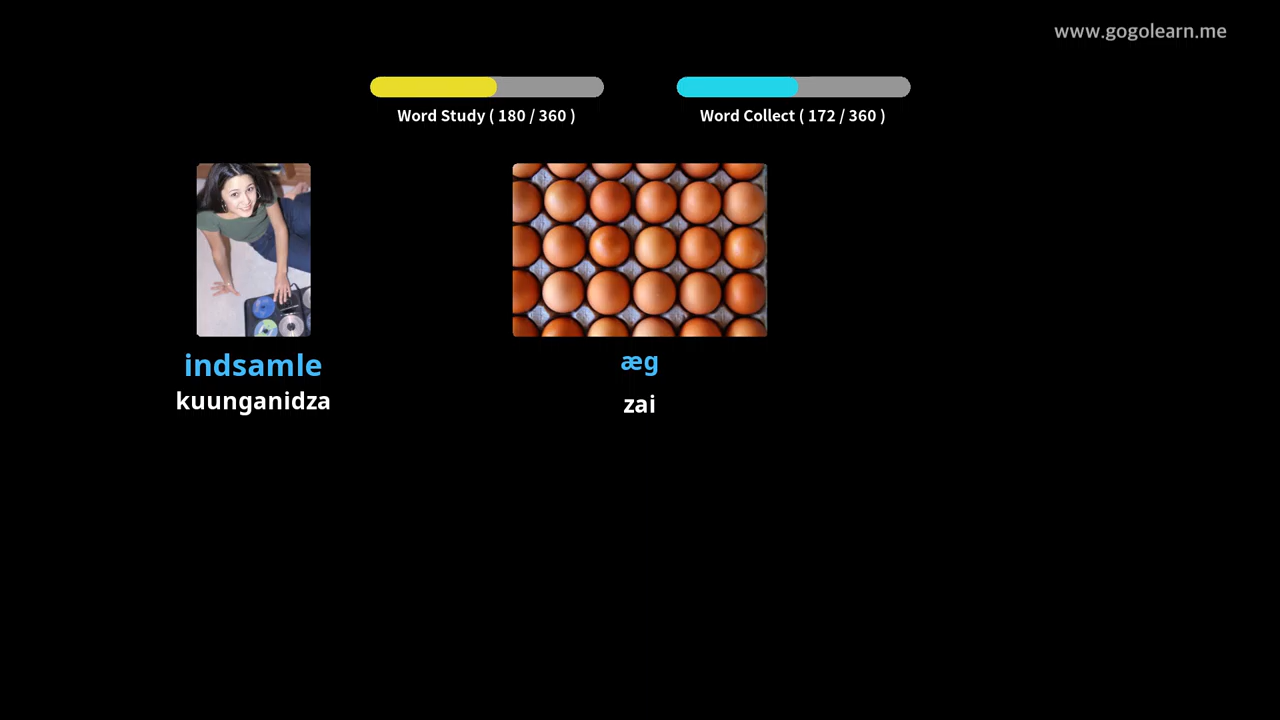 www.gogolearn.me
Word Study ( 180 / 360 )
Word Collect ( 172 / 360 )
indsamle
kuunganidza
æg
zai